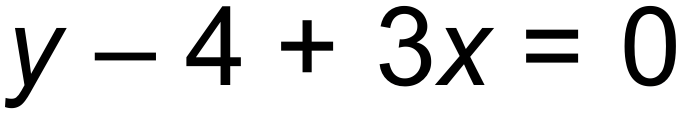 y – 4 + 3x = 0